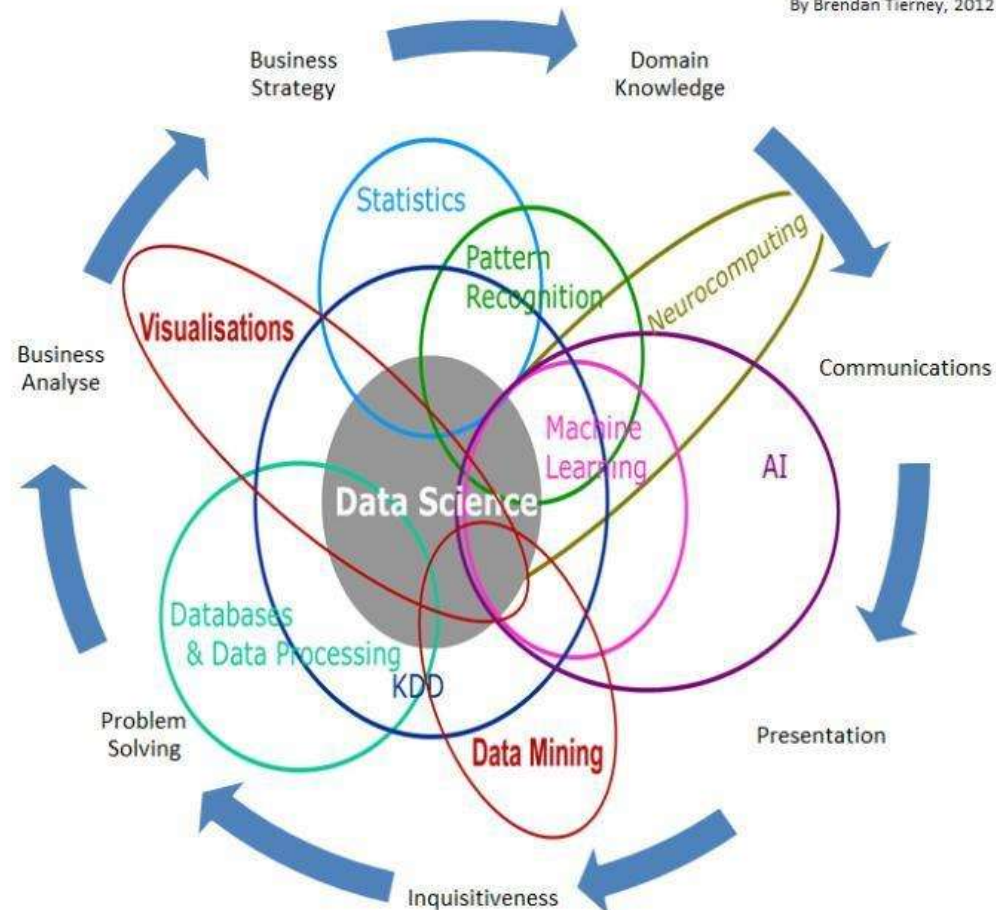 By Brendan Tierney, 2012
Business
Strategy
Domain
Knowledge
Statistics
Pattern
Recognition
Neurocomputing
Visualisations
Business
Analyse
Communications
Machine
Learning
AI
Data Science
Databases
& Data Processing
KDD
Problem
Solving
Data Mining
Presentation
Inquisitiveness